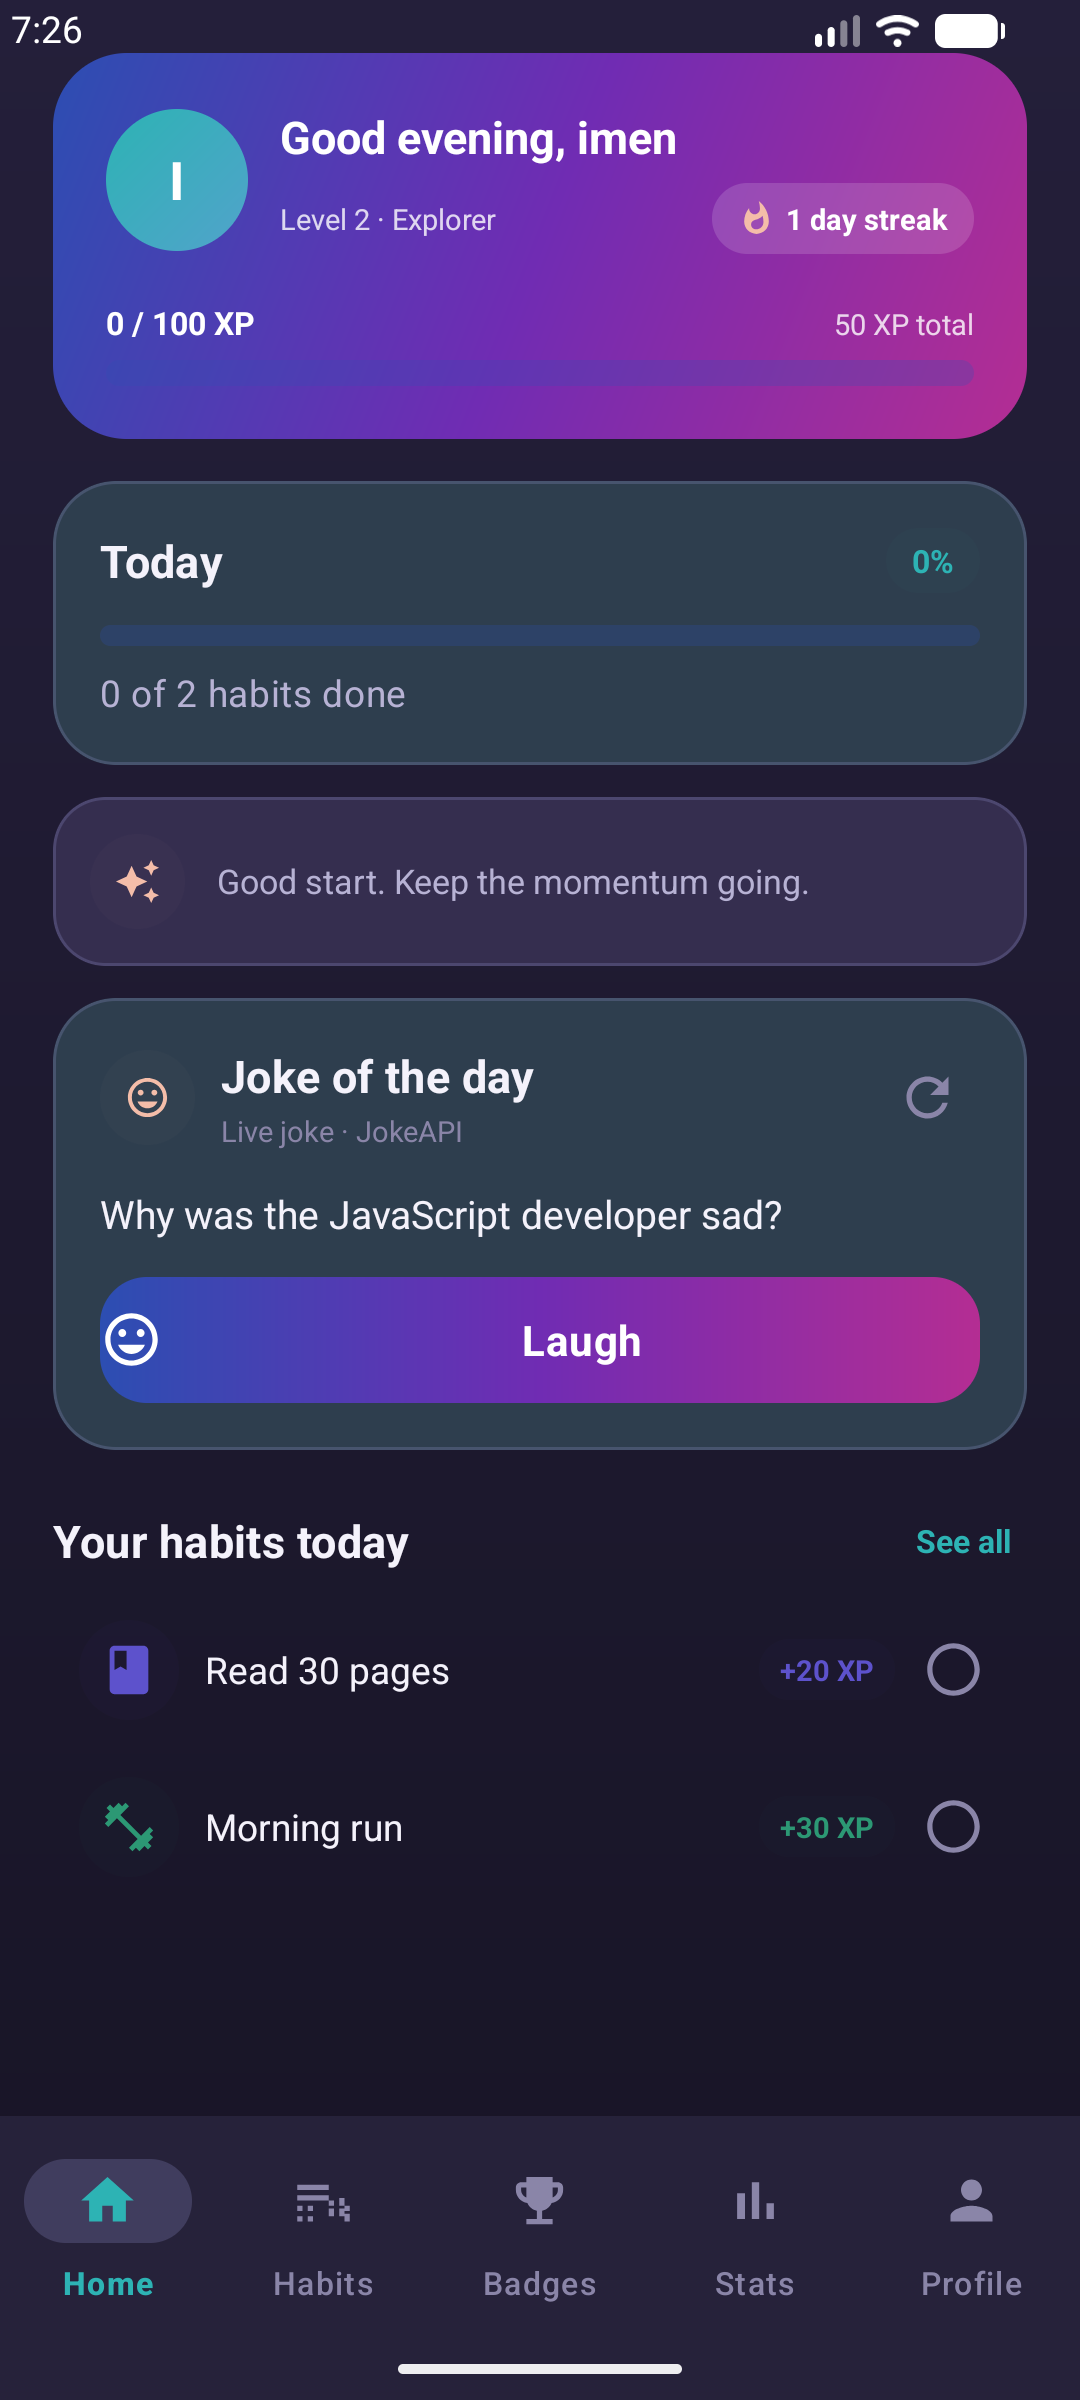 7:26
I
Good evening, imen
Level 2 · Explorer
1 day streak
0 / 100 XP
50 XP total
Today
0%
0 of 2 habits done
Good start. Keep the momentum going.
Joke of the day
Live joke · JokeAPI
Why was the JavaScript developer sad?
Laugh
Your habits today
See all
Read 30 pages
+20 XP
Morning run
+30 XP
Home
Habits
Badges
Stats
Profile